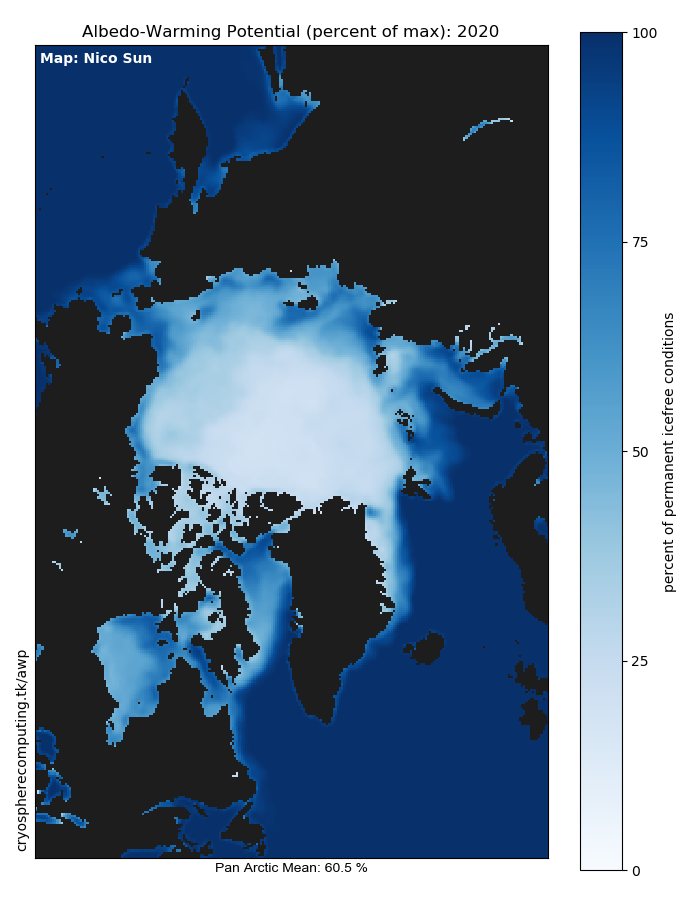 Albedo-Warming Potential (percent of max): 2020
Map: Nico Sun
100
75
50
25
0
percent of permanent icefree conditions
cryospherecomputing.tk/awp
Pan Arctic Mean: 60.5 %